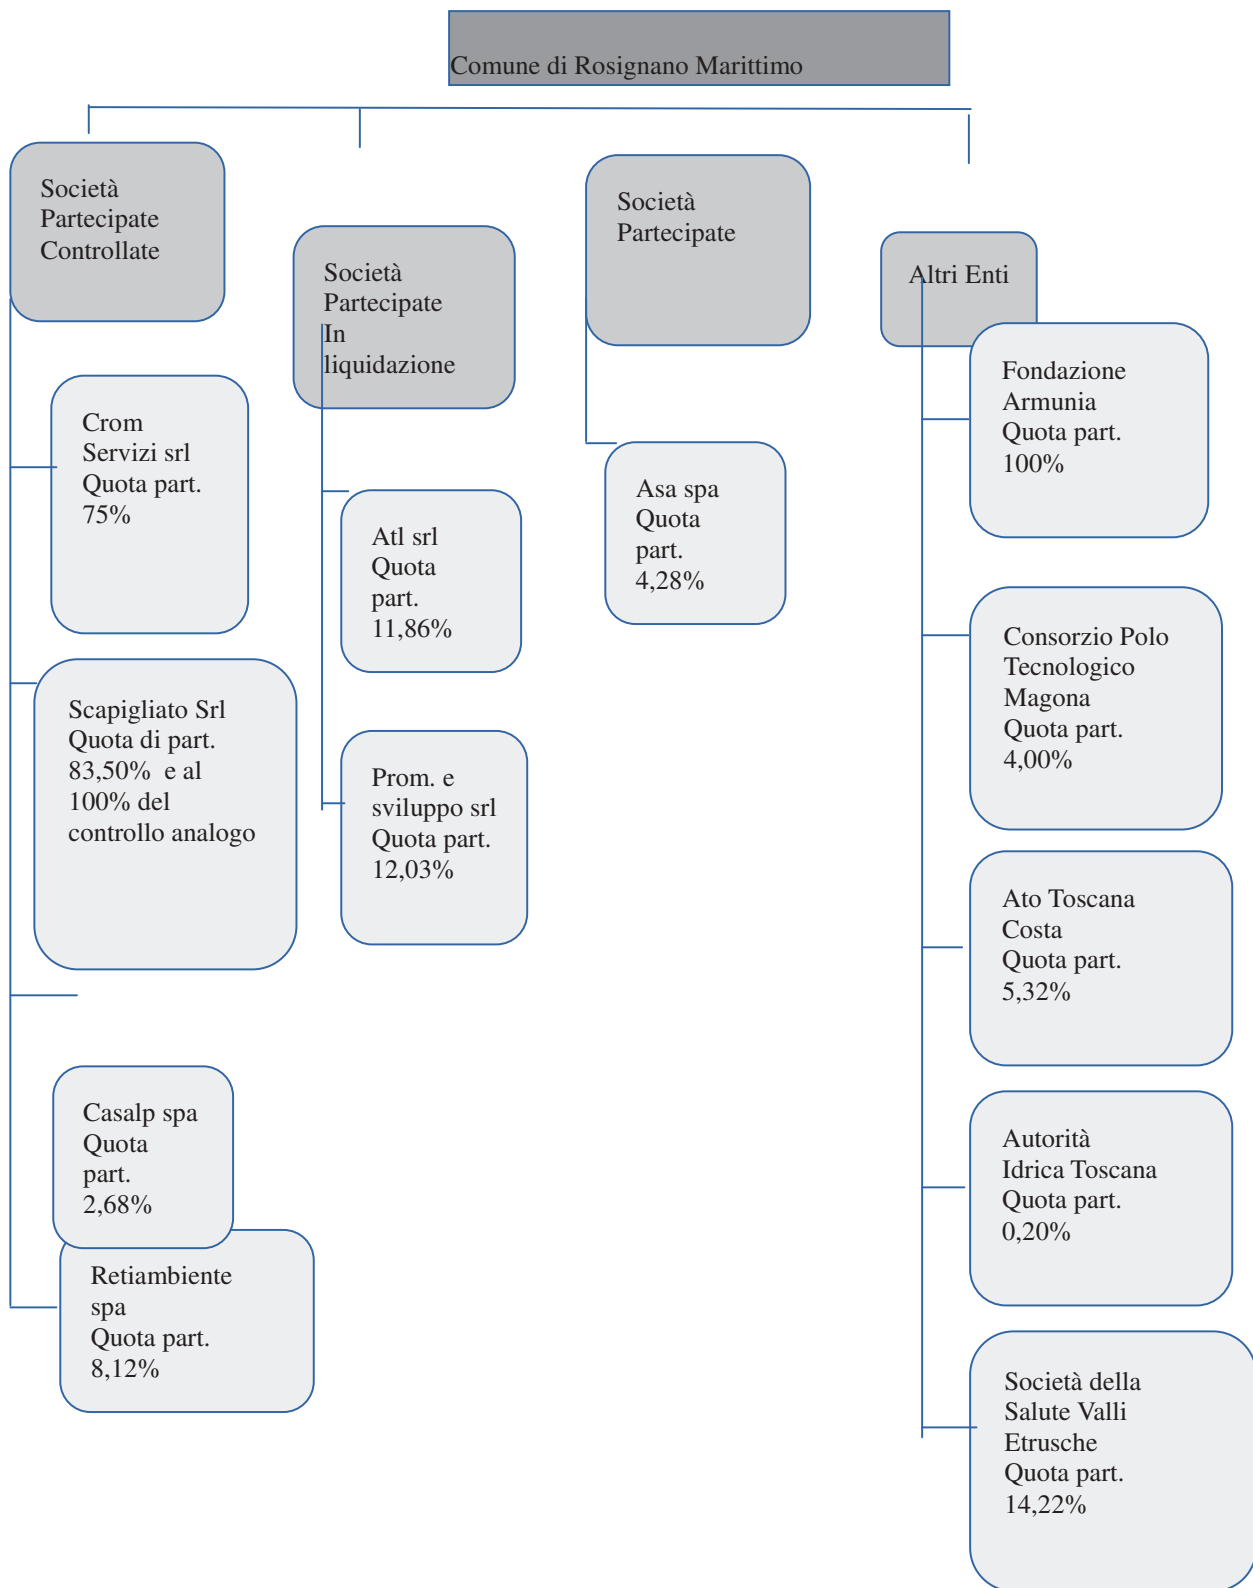 Comune di Rosignano Marittimo
Società
Partecipate
Controllate
Crom
Servizi srl
Quota part.
75%
Scapigliato Srl
Quota di part.
83,50% e al
100% del
controllo analogo
Casalp spa
Quota
part.
2,68%
Retiambiente
spa
Quota part.
8,12%
Società
Partecipate
In
liquidazione
Atl srl
Quota
part.
11,86%
Prom. e
sviluppo srl
Quota part.
12,03%
Società
Partecipate
Asa spa
Quota
part.
4,28%
Altri Enti
Fondazione
Armunia
Quota part.
100%
Consorzio Polo
Tecnologico
Magona
Quota part.
4,00%
Ato Toscana
Costa
Quota part.
5,32%
Autorità
Idrica Toscana
Quota part.
0,20%
Società della
Salute Valli
Etrusche
Quota part.
14,22%